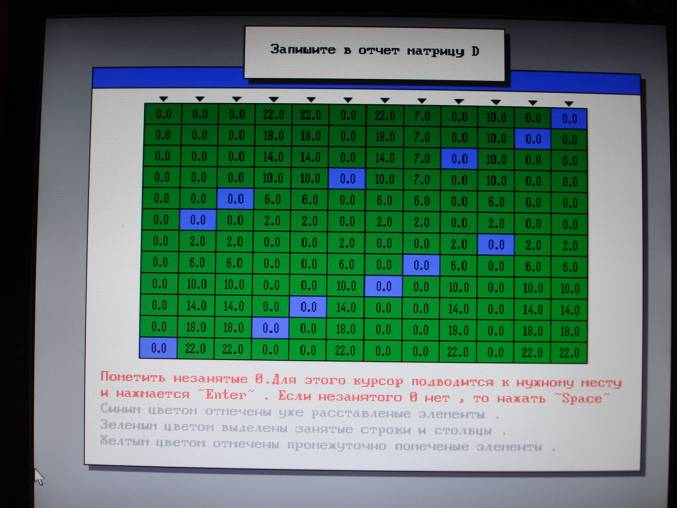 Запишите в отчет матрицу D
0.0 0.0 0.0 22.0 22.0 0.0 22.0 7.0 0.0 10.0 0.0 0.0
0.0 0.0 0.0 18.0 18.0 0.0 18.0 7.0 0.0 10.0 0.0 0.0
0.0 0.0 0.0 14.0 14.0 0.0 14.0 7.0 0.0 10.0 0.0 0.0
0.0 0.0 0.0 10.0 10.0 0.0 10.0 7.0 0.0 10.0 0.0 0.0
0.0 0.0 0.0 6.0 6.0 0.0 6.0 6.0 0.0 6.0 0.0 0.0
0.0 0.0 0.0 2.0 2.0 0.0 2.0 2.0 0.0 2.0 0.0 0.0
0.0 2.0 2.0 0.0 0.0 2.0 0.0 0.0 2.0 0.0 2.0 2.0
0.0 6.0 6.0 0.0 0.0 6.0 0.0 0.0 6.0 0.0 6.0 6.0
0.0 10.0 10.0 0.0 0.0 10.0 0.0 0.0 10.0 0.0 10.0 10.0
0.0 14.0 14.0 0.0 0.0 14.0 0.0 0.0 14.0 0.0 14.0 14.0
0.0 18.0 18.0 0.0 0.0 18.0 0.0 0.0 18.0 0.0 18.0 18.0
0.0 22.0 22.0 0.0 0.0 22.0 0.0 0.0 22.0 0.0 22.0 22.0
Пометить незанятые 0.Для этого курсор подводится к нужному месту
и нажмается ~Enter~ . Если незанятого 0 нет , то нажать ~Space~
Синим цветом отмечены уже расставленые элементы .
Зеленым цветом выделены занятые строки и столбцы .
Желтым цветом отмечены промежуточно помеченые элементы .